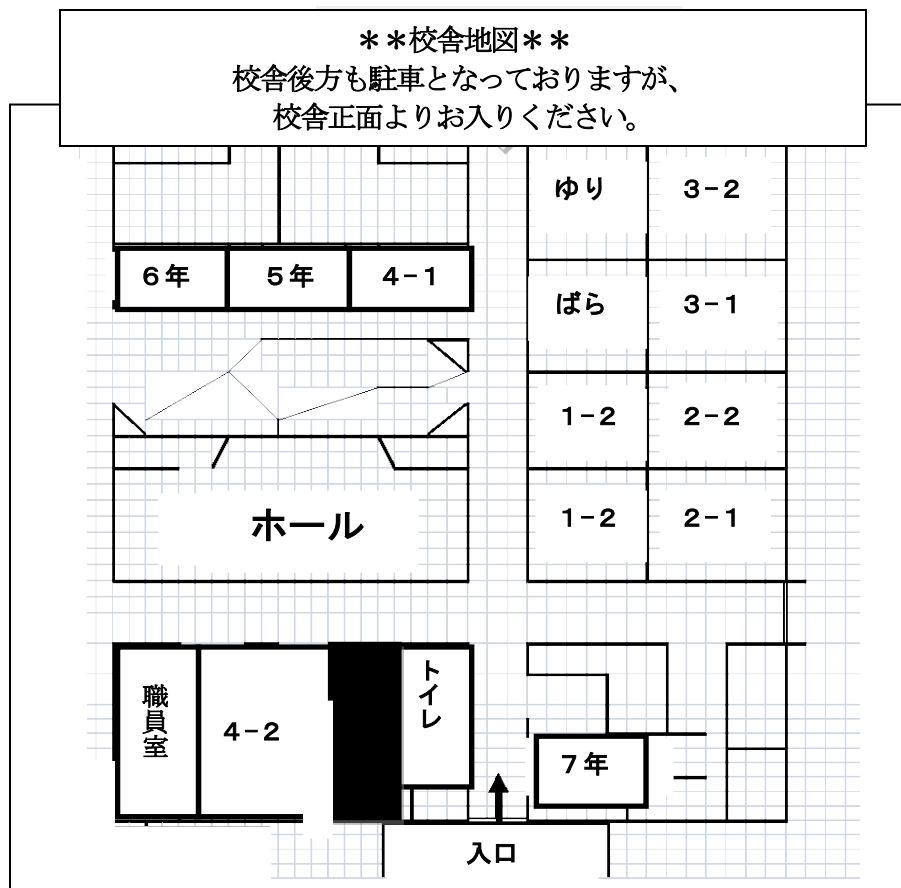 ＊＊校舎地図＊＊
校舎後方も駐車となっておりますが、
校舎正面よりお入りください。
ゆり
3-2
6年
5年
4-1
ばら
3-1
1-2
2-2
ホール
1-2
2-1
職員室
4-2
トイレ
7年
入口